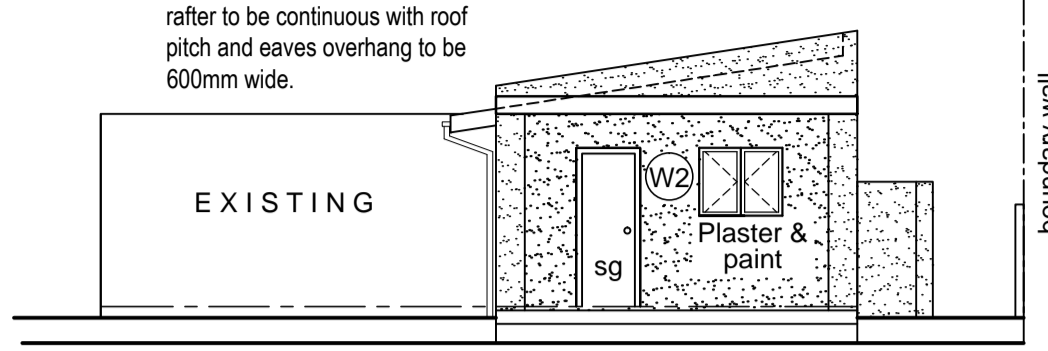 rafter to be continuous with roof
pitch and eaves overhang to be
600mm wide.
EXISTING
W2
Plaster &
paint
sg
boundary wall